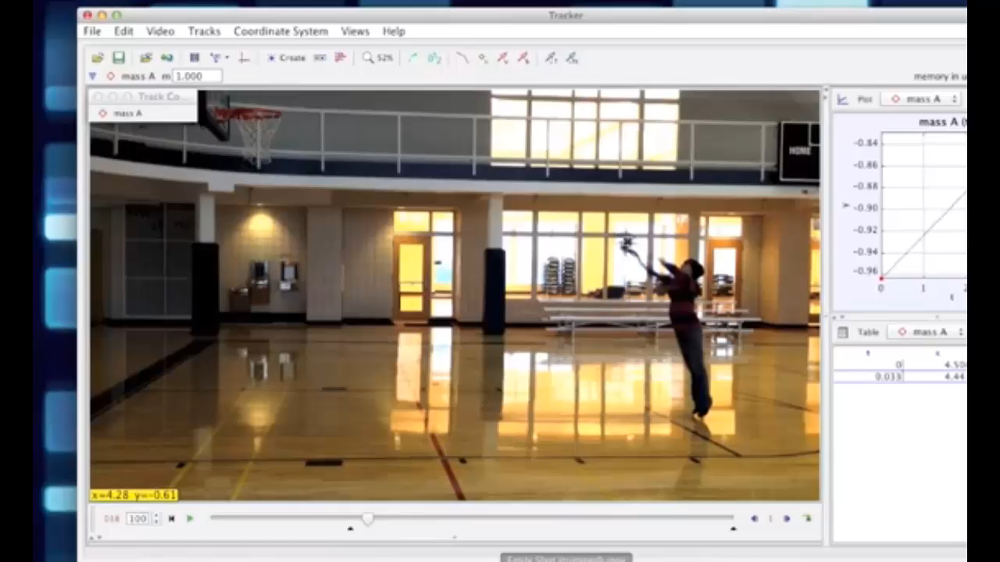 Tracker
File Edit Video Tracks Coordinate System Views Help
Create 52%
mass A m 1.000
memory in u
Track Co...
mass A
HOME
x=4.28 y=-0.61
018 100
Plot mass A
mass A (
-0.84
-0.86
-0.88
y -0.90
-0.92
-0.94
-0.96
0 1
t
Table mass A
t x
0 4.50
0.033 4.44